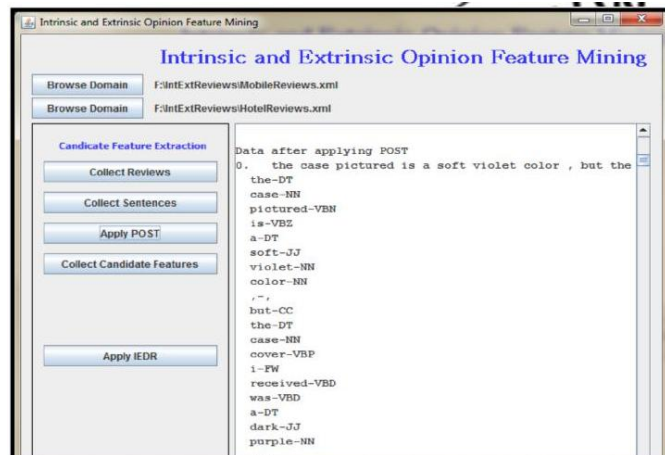 Intrinsic and Extrinsic Opinion Feature Mining
Intrinsic and Extrinsic Opinion Feature Mining
Browse Domain F:\IntExtReviews\MobileReviews.xml
Browse Domain F:\IntExtReviews\HotelReviews.xml
Candicate Feature Extraction
Collect Reviews
Collect Sentences
Apply POST
Collect Candidate Features
Apply IEDR
Data after applying POST
0. the case pictured is a soft violet color , but the
the-DT
case-NN
pictured-VBN
is-VBZ
a-DT
soft-JJ
violet-NN
color-NN
,-,
but-CC
the-DT
case-NN
cover-VBP
i-FW
received-VBD
was-VBD
a-DT
dark-JJ
purple-NN